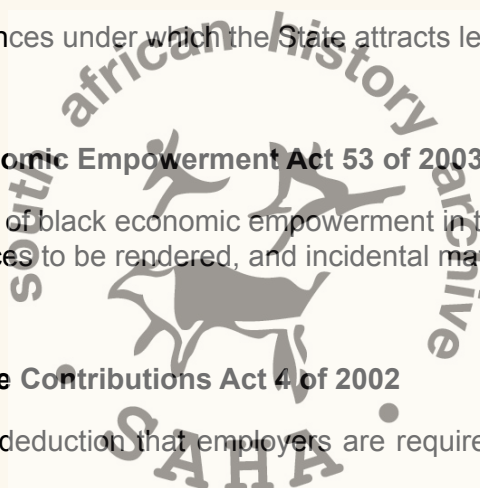 nces under which the State attracts le
omic Empowerment Act 53 of 2003
of black economic empowerment in t
ces to be rendered, and incidental ma
e Contributions Act 4 of 2002
deduction that employers are require
south african history archive
SAHA